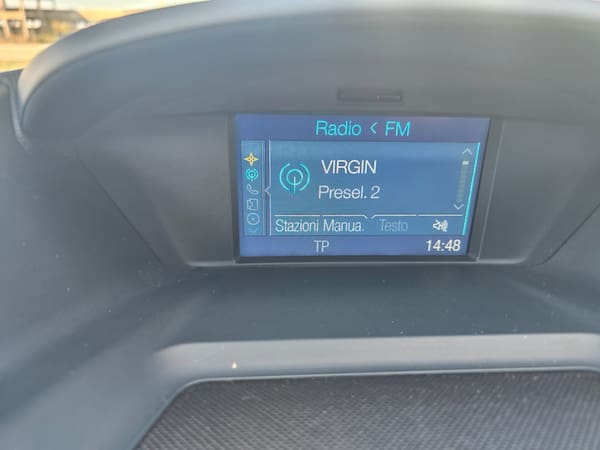 Radio < FM
VIRGIN
Presel. 2
Stazioni Manua. Testo
TP 14:48